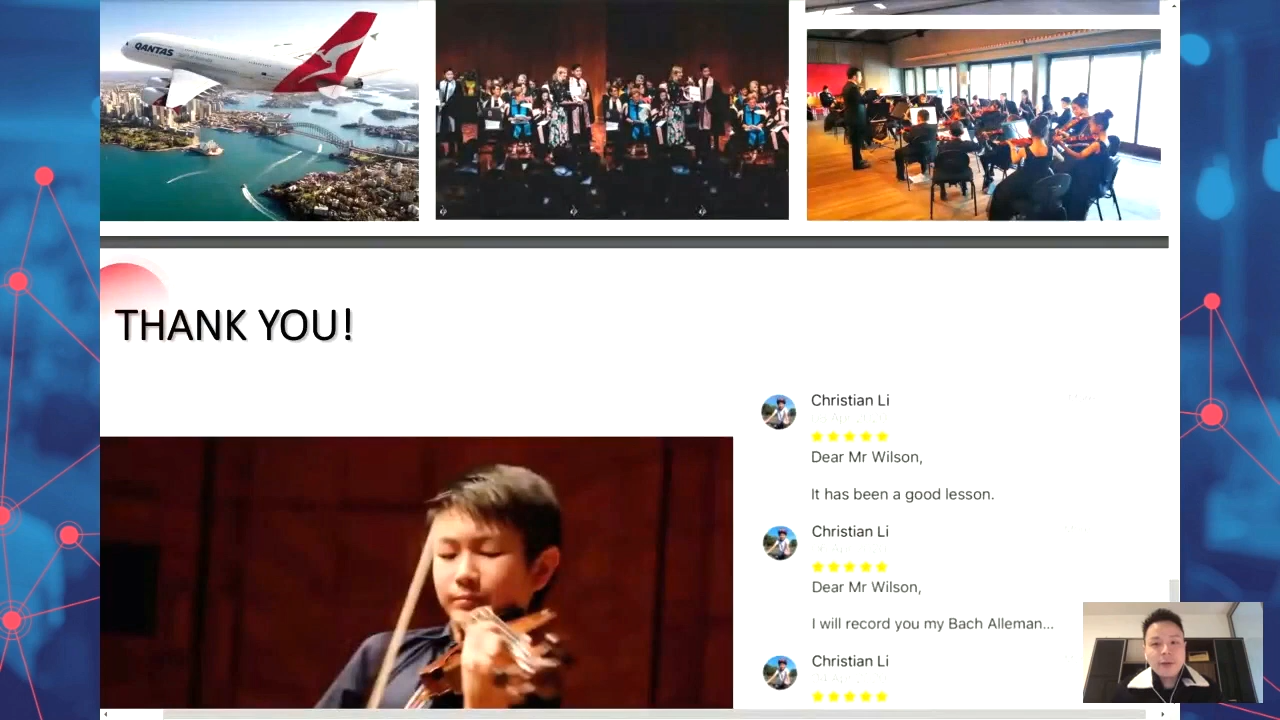 QANTAS
THANK YOU!
Christian Li
Dear Mr Wilson,
It has been a good lesson.
Christian Li
Dear Mr Wilson,
I will record you my Bach Alleman...
Christian Li